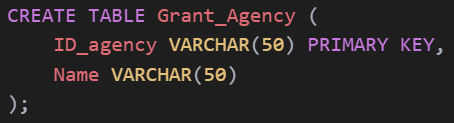 CREATE TABLE Grant_Agency (
    ID_agency VARCHAR(50) PRIMARY KEY,
    Name VARCHAR(50)
);